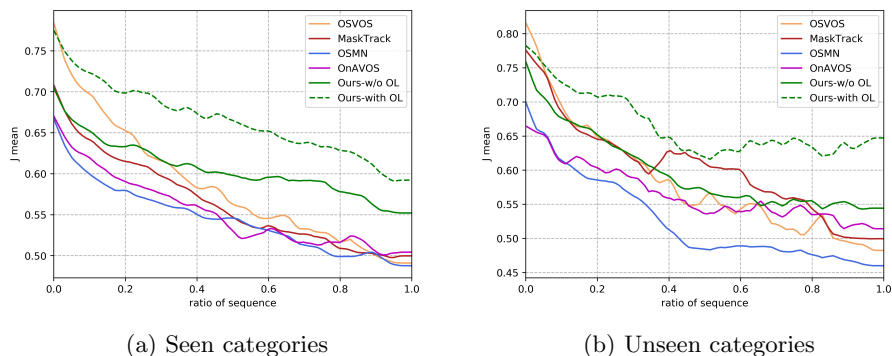 0.75
0.70
0.65
0.60
0.55
0.50
J mean
0.0 0.2 0.4 0.6 0.8 1.0
ratio of sequence
OSVOS
MaskTrack
OSMN
OnAVOS
Ours-w/o OL
Ours-with OL
(a) Seen categories
0.80
0.75
0.70
0.65
0.60
0.55
0.50
0.45
J mean
0.0 0.2 0.4 0.6 0.8 1.0
ratio of sequence
OSVOS
MaskTrack
OSMN
OnAVOS
Ours-w/o OL
Ours-with OL
(b) Unseen categories